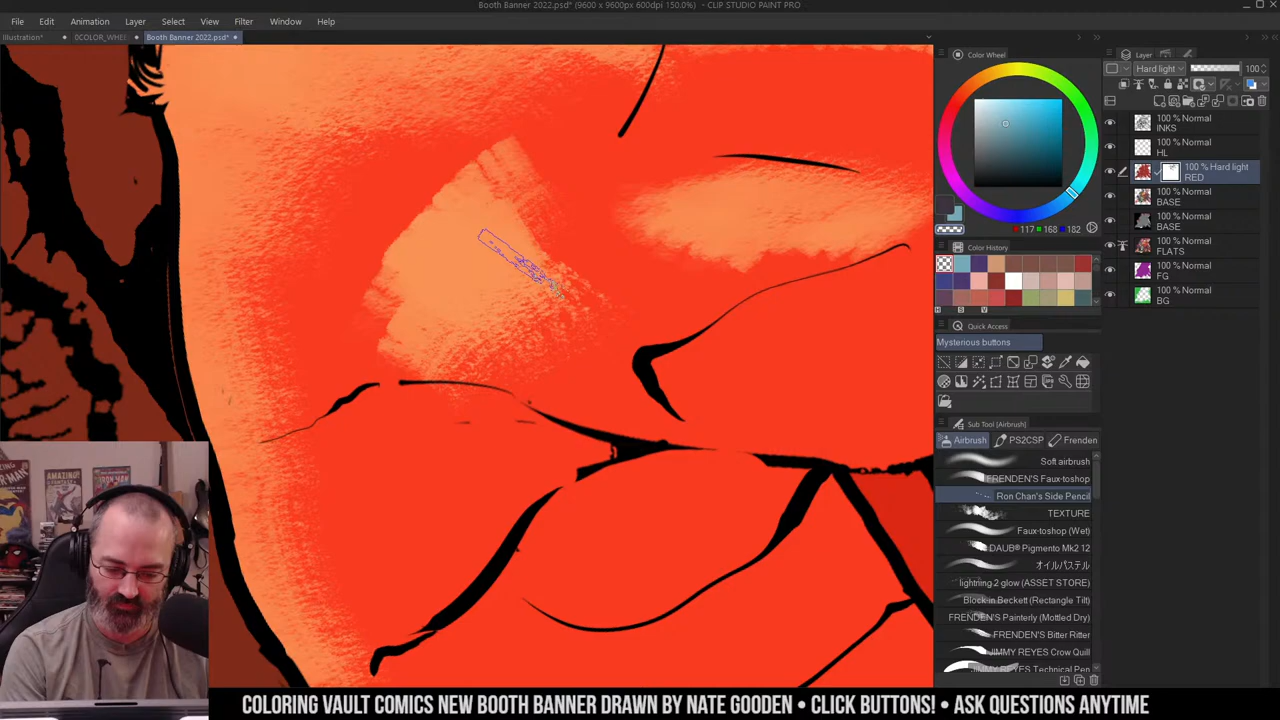 Booth Banner 2022.psd* (9600 x 9600px 600dpi 150.0%) - CLIP STUDIO PAINT PRO
File Edit Animation Layer Select View Filter Window Help
Illustration* 0COLOR_WHE Booth Banner 2022.psd*
Color Wheel
117 168 182
Color History
H S V
Quick Access
Mysterious buttons
Sub Tool [Airbrush]
Airbrush PS2CSP Frenden
Soft airbrush
FRENDEN'S Faux-toshop
Ron Chan's Side Pencil
TEXTURE
Faux-toshop (Wet)
DAUB® Pigmento Mk2 12
オイルパステル
lightning 2 glow (ASSET STORE)
Block-in Beckett (Rectangle Tilt)
FRENDEN'S Painterly (Mottled Dry)
FRENDEN'S Bitter Ritter
JIMMY REYES Crow Quill
JIMMY REYES Technical Pen
Layer
Hard light 100
100 % Normal
INKS
100 % Normal
HL
100 % Hard light
RED
100 % Normal
BASE
100 % Normal
BASE
100 % Normal
FLATS
100 % Normal
FG
100 % Normal
BG
COLORING VAULT COMICS NEW BOOTH BANNER DRAWN BY NATE GOODEN • CLICK BUTTONS! • ASK QUESTIONS ANYTIME